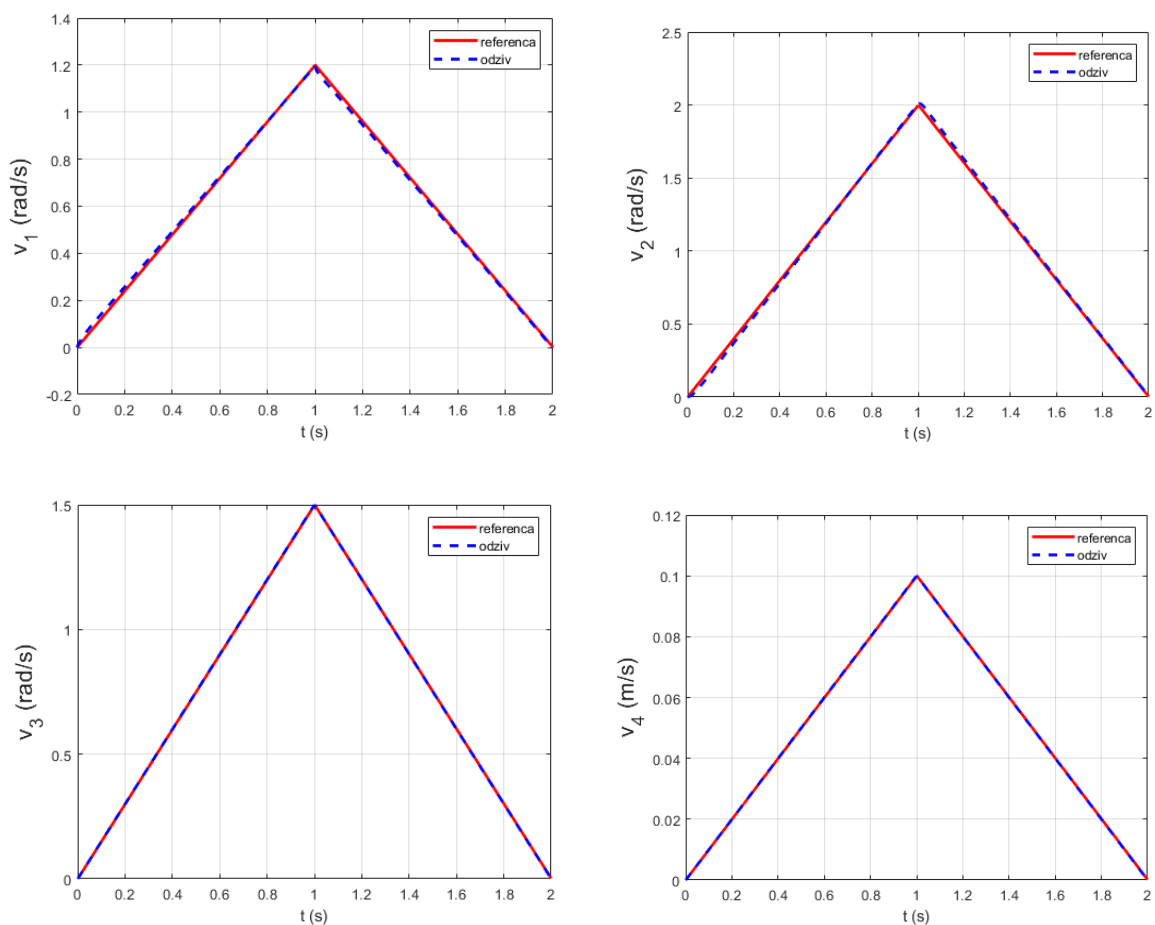 1.4
1.2
1
0.8
0.6
0.4
0.2
0
-0.2
v1 (rad/s)
referenca
odziv
0 0.2 0.4 0.6 0.8 1 1.2 1.4 1.6 1.8 2
t (s)
2.5
2
1.5
1
0.5
0
v2 (rad/s)
referenca
odziv
0 0.2 0.4 0.6 0.8 1 1.2 1.4 1.6 1.8 2
t (s)
1.5
1
0.5
0
v3 (rad/s)
referenca
odziv
0 0.2 0.4 0.6 0.8 1 1.2 1.4 1.6 1.8 2
t (s)
0.12
0.1
0.08
0.06
0.04
0.02
0
v4 (m/s)
referenca
odziv
0 0.2 0.4 0.6 0.8 1 1.2 1.4 1.6 1.8 2
t (s)